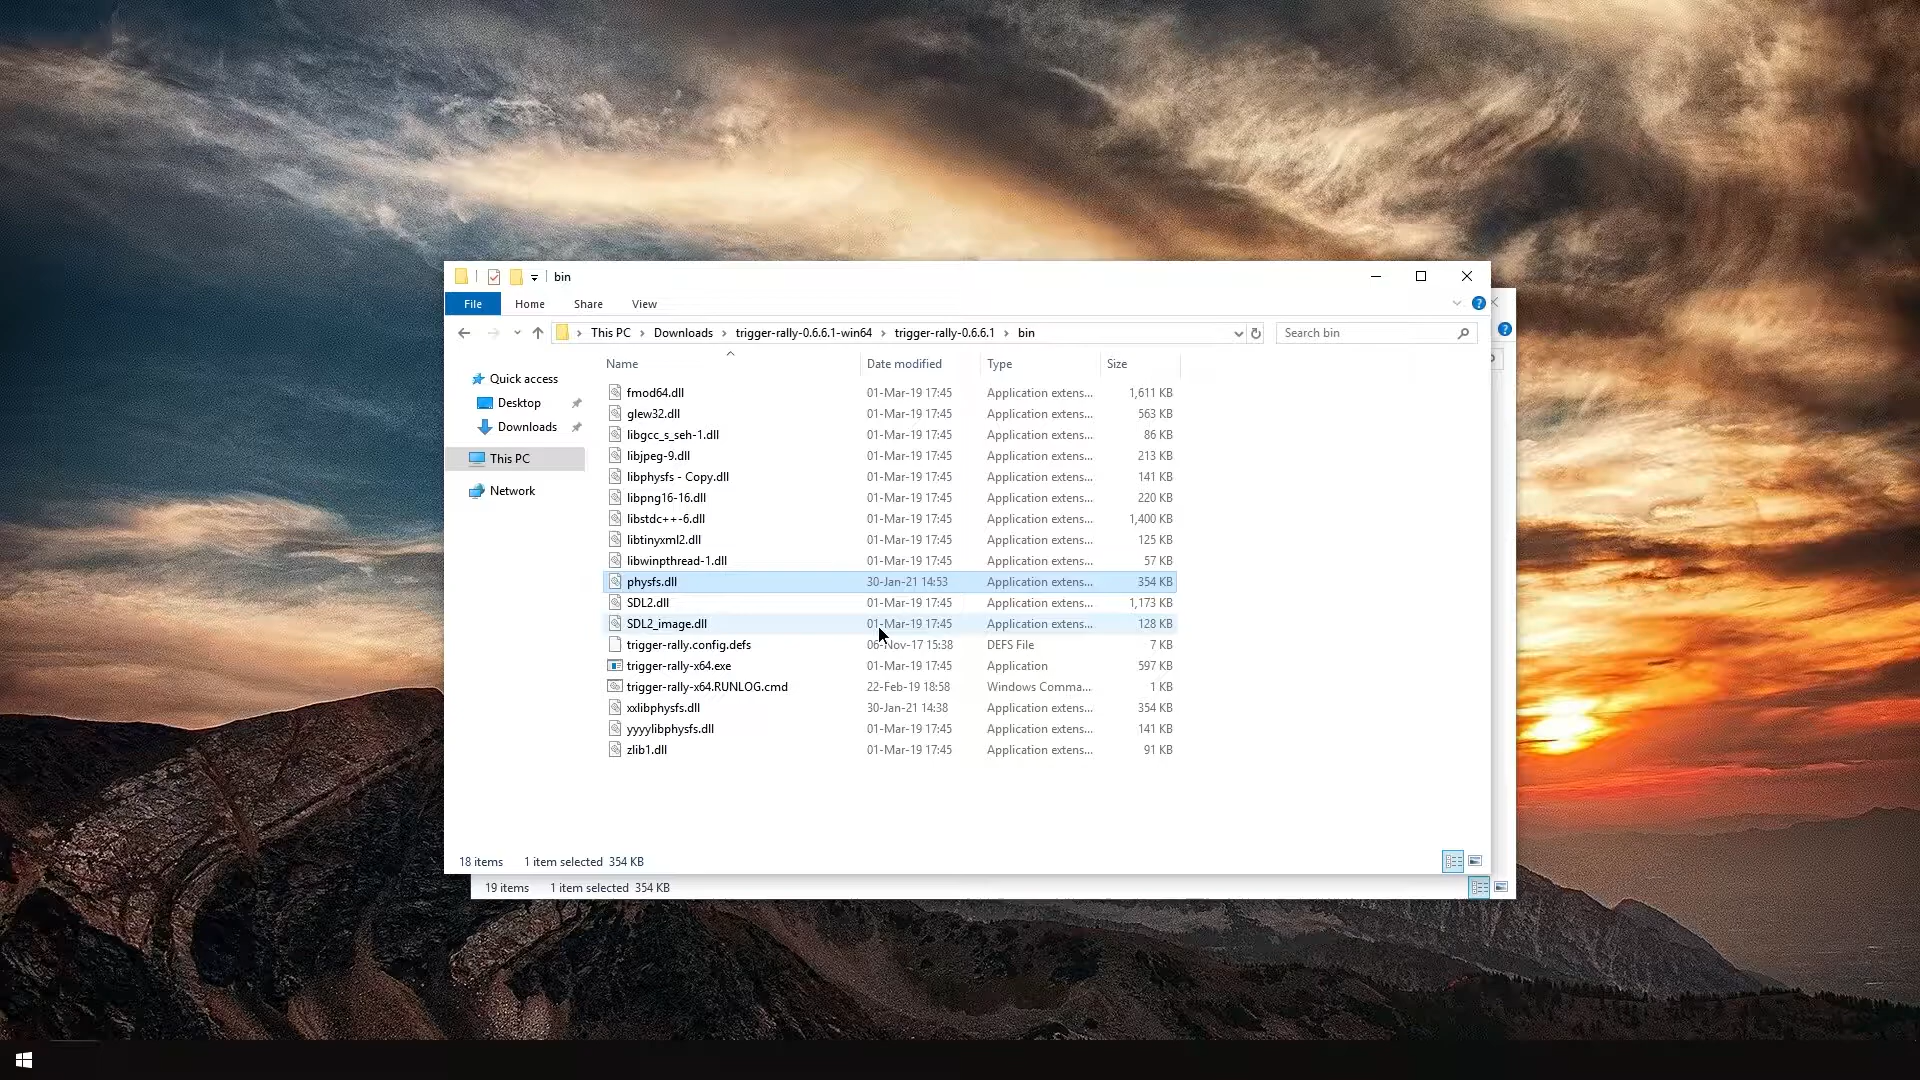 bin
File Home Share View
This PC Downloads trigger-rally-0.6.6.1-win64 trigger-rally-0.6.6.1 bin Search bin
Name Date modified Type Size
Quick access
Desktop
Downloads
This PC
Network
fmod64.dll 01-Mar-19 17:45 Application extens... 1,611 KB
glew32.dll 01-Mar-19 17:45 Application extens... 563 KB
libgcc_s_seh-1.dll 01-Mar-19 17:45 Application extens... 86 KB
libjpeg-9.dll 01-Mar-19 17:45 Application extens... 213 KB
libphysfs - Copy.dll 01-Mar-19 17:45 Application extens... 141 KB
libpng16-16.dll 01-Mar-19 17:45 Application extens... 220 KB
libstdc++-6.dll 01-Mar-19 17:45 Application extens... 1,400 KB
libtinyxml2.dll 01-Mar-19 17:45 Application extens... 125 KB
libwinpthread-1.dll 01-Mar-19 17:45 Application extens... 57 KB
physfs.dll 30-Jan-21 14:53 Application extens... 354 KB
SDL2.dll 01-Mar-19 17:45 Application extens... 1,173 KB
SDL2_image.dll 01-Mar-19 17:45 Application extens... 128 KB
trigger-rally.config.defs 06-Nov-17 15:38 DEFS File 7 KB
trigger-rally-x64.exe 01-Mar-19 17:45 Application 597 KB
trigger-rally-x64.RUNLOG.cmd 22-Feb-19 18:58 Windows Comma... 1 KB
xxlibphysfs.dll 30-Jan-21 14:38 Application extens... 354 KB
yyyylibphysfs.dll 01-Mar-19 17:45 Application extens... 141 KB
zlib1.dll 01-Mar-19 17:45 Application extens... 91 KB
18 items 1 item selected 354 KB
19 items 1 item selected 354 KB